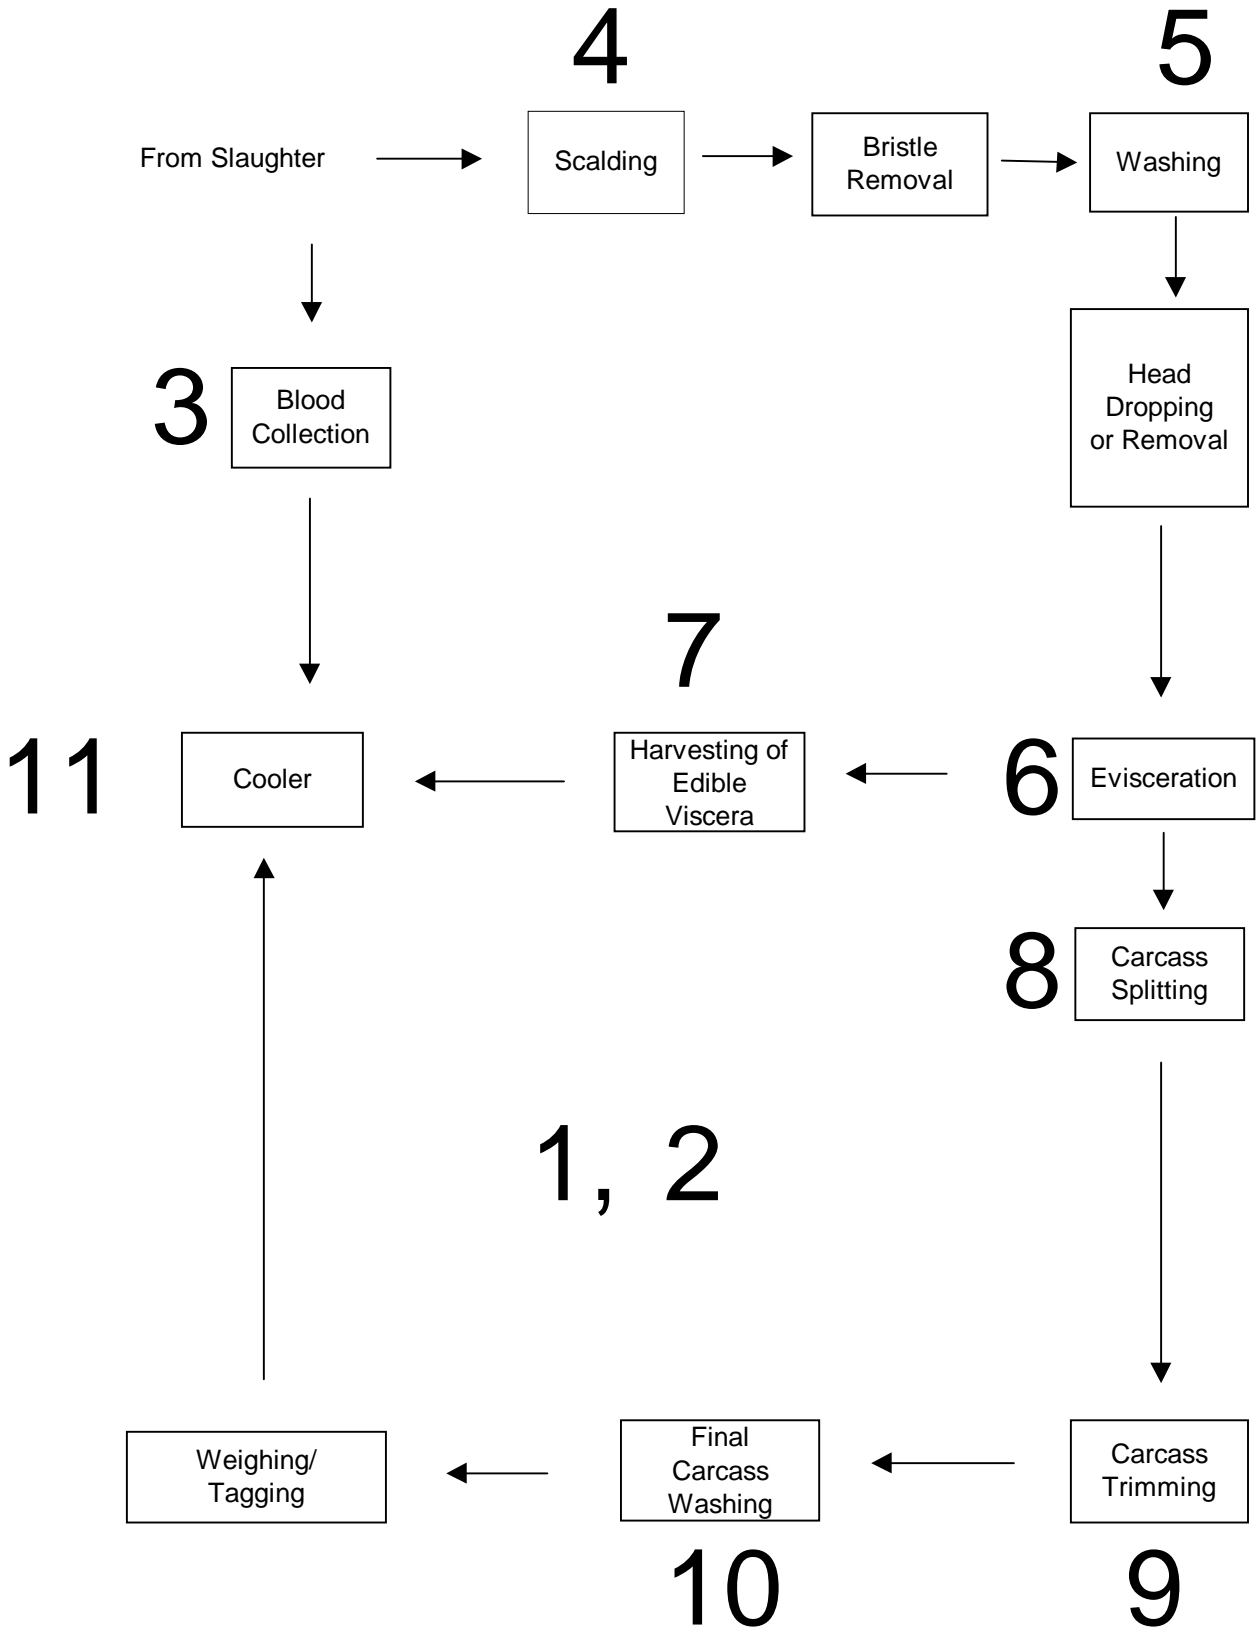 4
5
From Slaughter
Scalding
Bristle
Removal
Washing
3
Blood
Collection
Head
Dropping
or Removal
7
11
Cooler
Harvesting of
Edible
Viscera
6
Evisceration
8
Carcass
Splitting
1, 2
Weighing/
Tagging
Final
Carcass
Washing
Carcass
Trimming
10
9